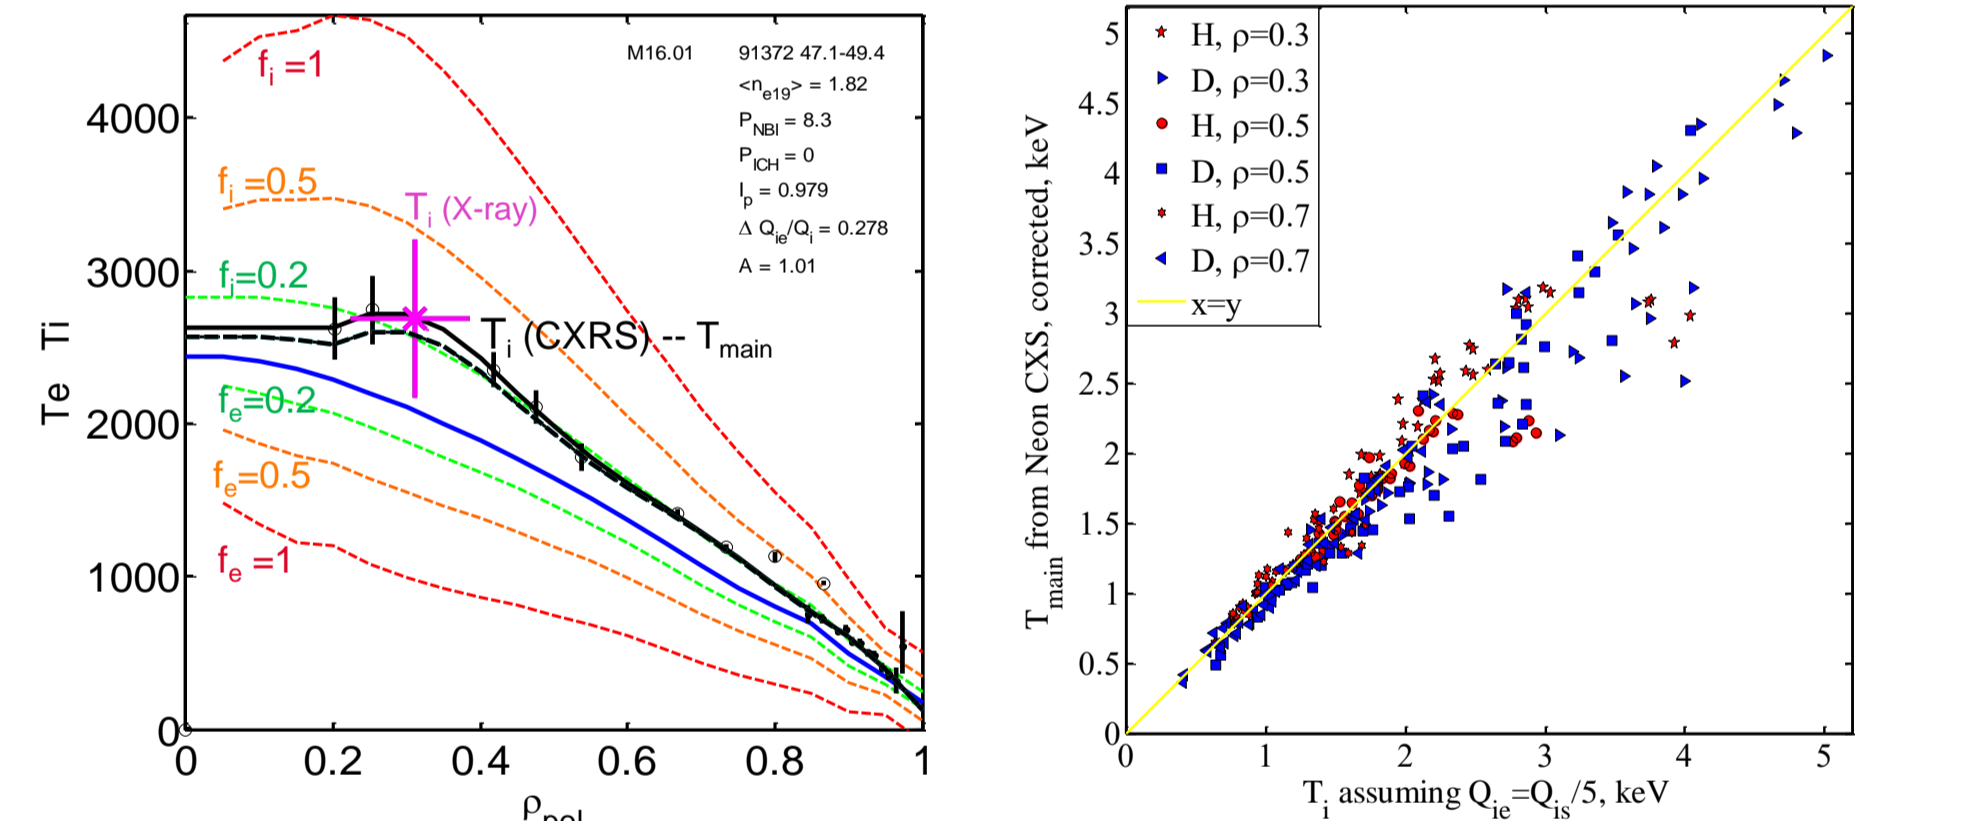 f_i =1
M16.01 91372 47.1-49.4
<n_e19> = 1.82
P_NBI = 8.3
P_ICH = 0
I_p = 0.979
Δ Q_ie/Q_i = 0.278
A = 1.01
f_i =0.5
T_i (X-ray)
f_i=0.2
T_i (CXRS) -- T_main
f_e=0.2
f_e=0.5
f_e =1
Te Ti
4000
3000
2000
1000
0
0 0.2 0.4 0.6 0.8 1
ρ_pol
H, ρ=0.3
D, ρ=0.3
H, ρ=0.5
D, ρ=0.5
H, ρ=0.7
D, ρ=0.7
x=y
T_main from Neon CXS, corrected, keV
5
4.5
4
3.5
3
2.5
2
1.5
1
0.5
0
0 1 2 3 4 5
T_i assuming Q_ie=Q_is/5, keV